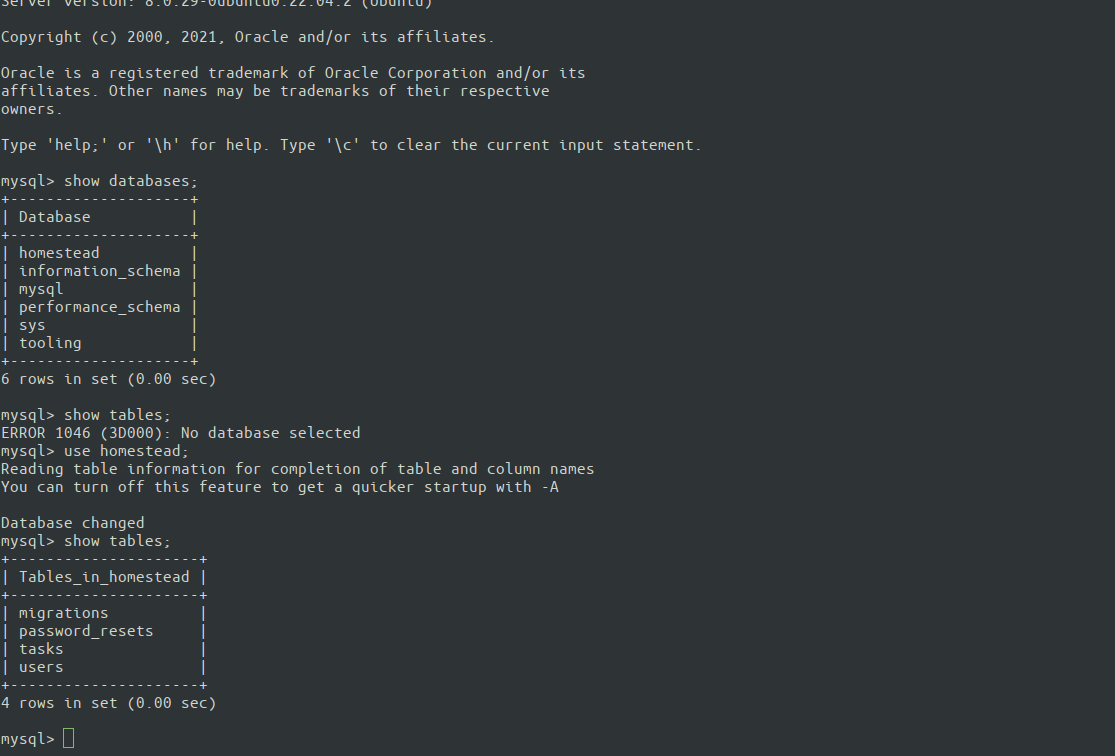 Server version: 8.0.29-0ubuntu0.22.04.2 (Ubuntu)
Copyright (c) 2000, 2021, Oracle and/or its affiliates.
Oracle is a registered trademark of Oracle Corporation and/or its
affiliates. Other names may be trademarks of their respective
owners.
Type 'help;' or '\h' for help. Type '\c' to clear the current input statement.
mysql> show databases;
+--------------------+
| Database           |
+--------------------+
| homestead          |
| information_schema |
| mysql              |
| performance_schema |
| sys                |
| tooling            |
+--------------------+
6 rows in set (0.00 sec)
mysql> show tables;
ERROR 1046 (3D000): No database selected
mysql> use homestead;
Reading table information for completion of table and column names
You can turn off this feature to get a quicker startup with -A
Database changed
mysql> show tables;
+---------------------+
| Tables_in_homestead |
+---------------------+
| migrations          |
| password_resets     |
| tasks               |
| users               |
+---------------------+
4 rows in set (0.00 sec)
mysql>